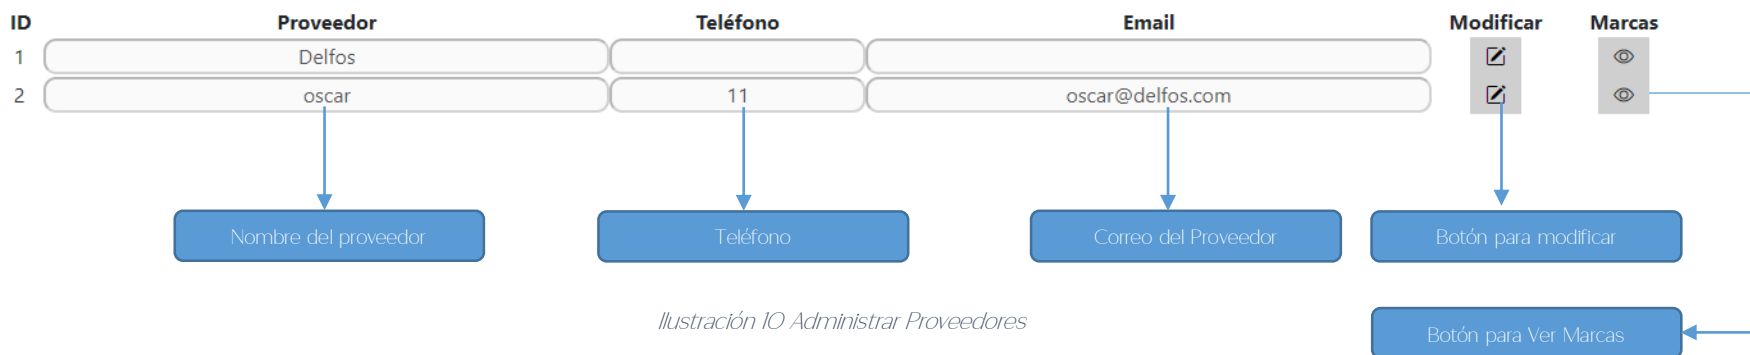 ID Proveedor Teléfono Email Modificar Marcas
1 Delfos
2 oscar 11 oscar@delfos.com
Nombre del proveedor Teléfono Correo del Proveedor Botón para modificar
Ilustración 10 Administrar Proveedores
Botón para Ver Marcas